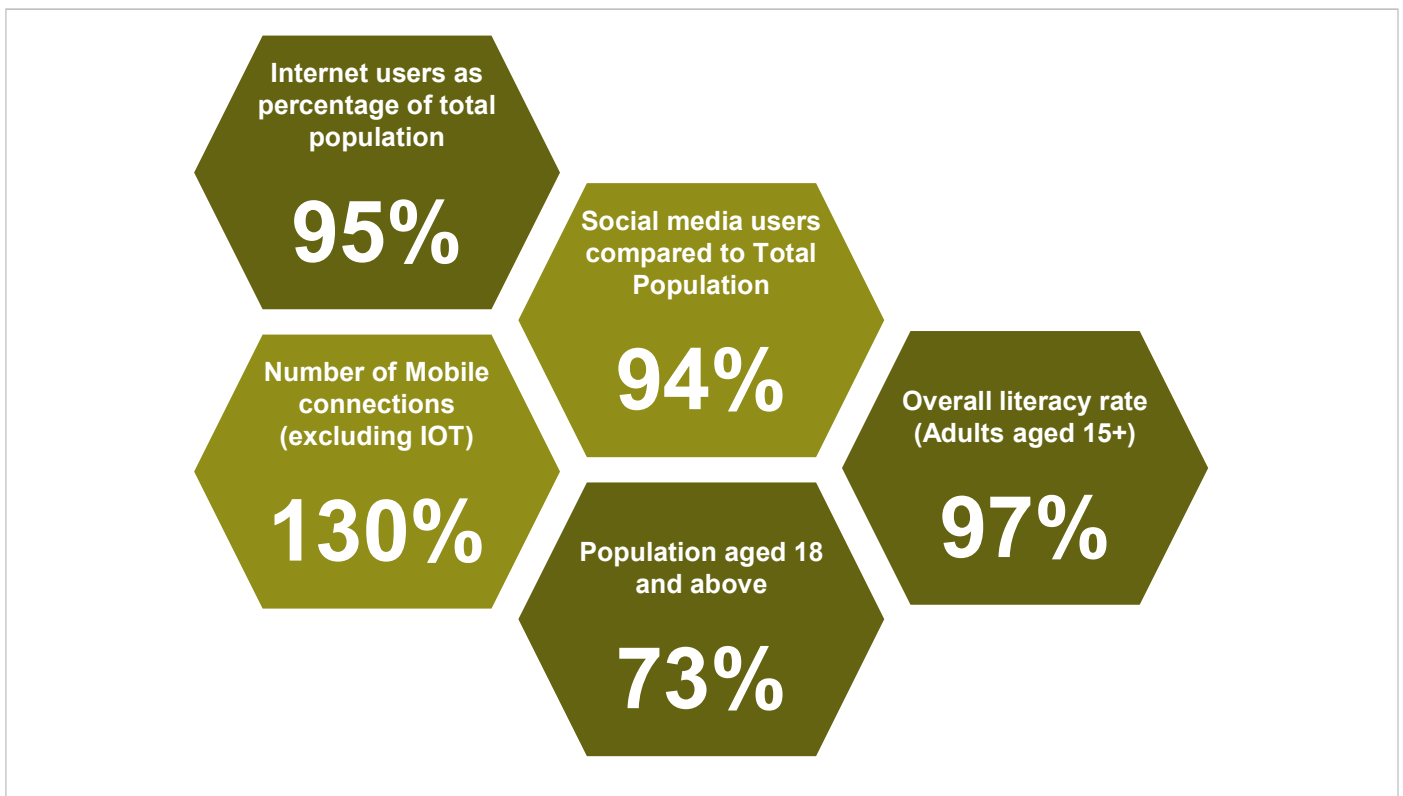 Internet users as
percentage of total
population
95%
Social media users
compared to Total
Population
94%
Number of Mobile
connections
(excluding IOT)
130%
Overall literacy rate
(Adults aged 15+)
97%
Population aged 18
and above
73%